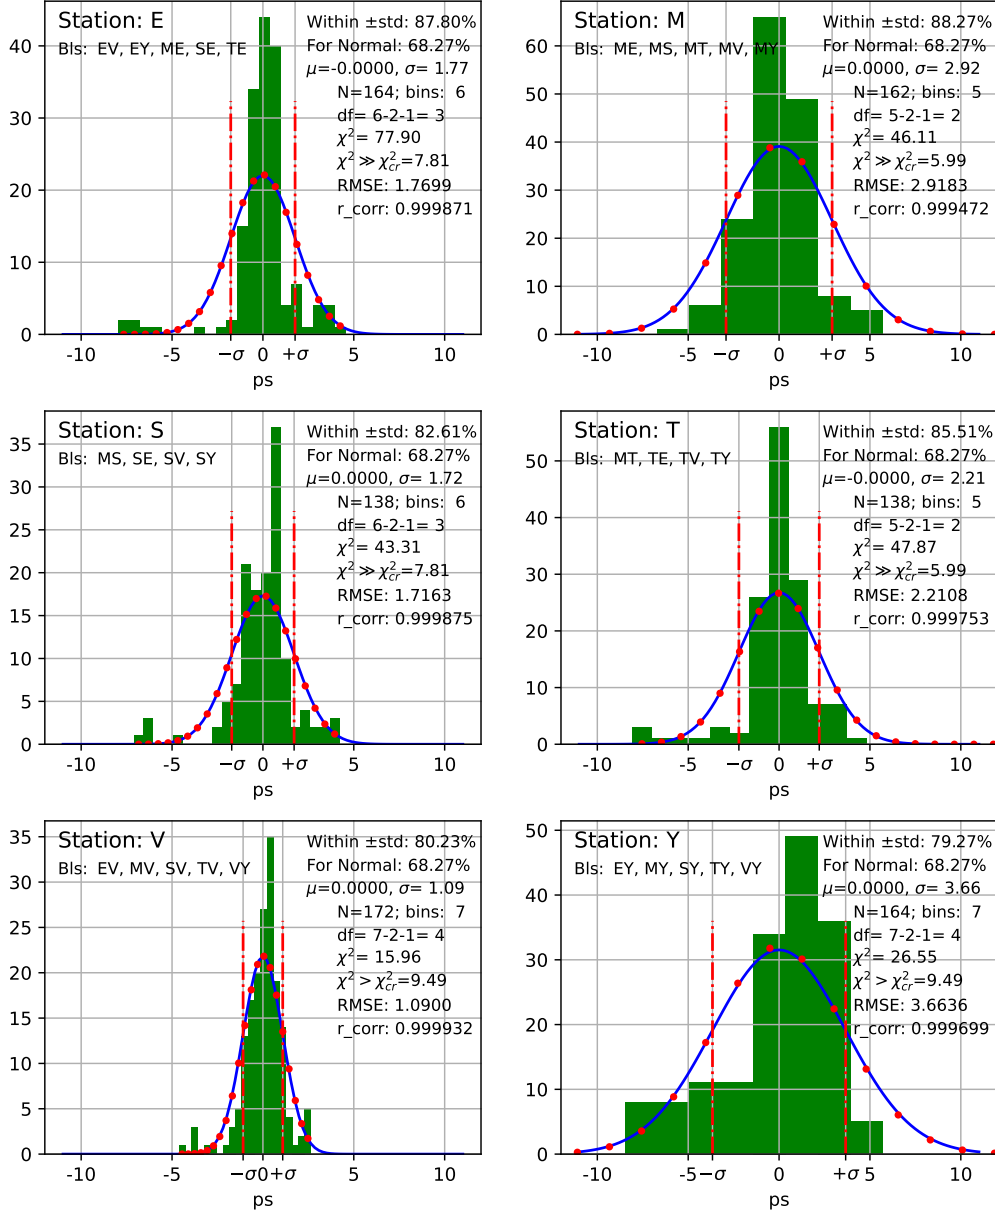 Station: E
Bls: EV, EY, ME, SE, TE
Within ±std: 87.80%
For Normal: 68.27%
μ=-0.0000, σ= 1.77
N=164; bins: 6
df= 6-2-1= 3
χ²= 77.90
χ² ≫ χ²cr=7.81
RMSE: 1.7699
r_corr: 0.999871
40
30
20
10
0
-10 -5 −σ 0 +σ 5 10
ps
Station: M
Bls: ME, MS, MT, MV, MY
Within ±std: 88.27%
For Normal: 68.27%
μ=0.0000, σ= 2.92
N=162; bins: 5
df= 5-2-1= 2
χ²= 46.11
χ² ≫ χ²cr=5.99
RMSE: 2.9183
r_corr: 0.999472
60
50
40
30
20
10
0
-10 -5 −σ 0 +σ 5 10
ps
Station: S
Bls: MS, SE, SV, SY
Within ±std: 82.61%
For Normal: 68.27%
μ=0.0000, σ= 1.72
N=138; bins: 6
df= 6-2-1= 3
χ²= 43.31
χ² ≫ χ²cr=7.81
RMSE: 1.7163
r_corr: 0.999875
35
30
25
20
15
10
5
0
-10 -5 −σ 0 +σ 5 10
ps
Station: T
Bls: MT, TE, TV, TY
Within ±std: 85.51%
For Normal: 68.27%
μ=-0.0000, σ= 2.21
N=138; bins: 5
df= 5-2-1= 2
χ²= 47.87
χ² ≫ χ²cr=5.99
RMSE: 2.2108
r_corr: 0.999753
50
40
30
20
10
0
-10 -5 −σ 0 +σ 5 10
ps
Station: V
Bls: EV, MV, SV, TV, VY
Within ±std: 80.23%
For Normal: 68.27%
μ=0.0000, σ= 1.09
N=172; bins: 7
df= 7-2-1= 4
χ²= 15.96
χ² > χ²cr=9.49
RMSE: 1.0900
r_corr: 0.999932
35
30
25
20
15
10
5
0
-10 -5 −σ 0 +σ 5 10
ps
Station: Y
Bls: EY, MY, SY, TY, VY
Within ±std: 79.27%
For Normal: 68.27%
μ=0.0000, σ= 3.66
N=164; bins: 7
df= 7-2-1= 4
χ²= 26.55
χ² > χ²cr=9.49
RMSE: 3.6636
r_corr: 0.999699
50
40
30
20
10
0
-10 -5 −σ 0 +σ 5 10
ps